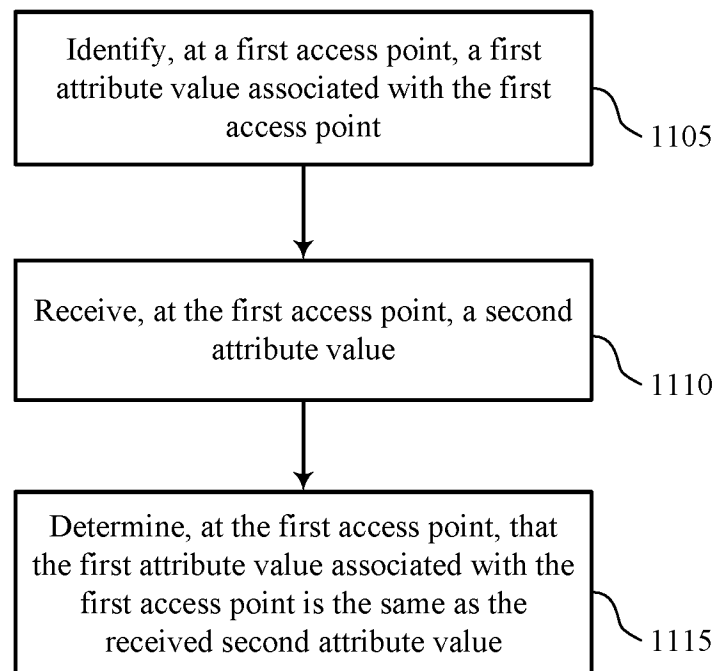 Identify, at a first access point, a first
attribute value associated with the first
access point
1105
Receive, at the first access point, a second
attribute value
1110
Determine, at the first access point, that
the first attribute value associated with the
first access point is the same as the
received second attribute value
1115